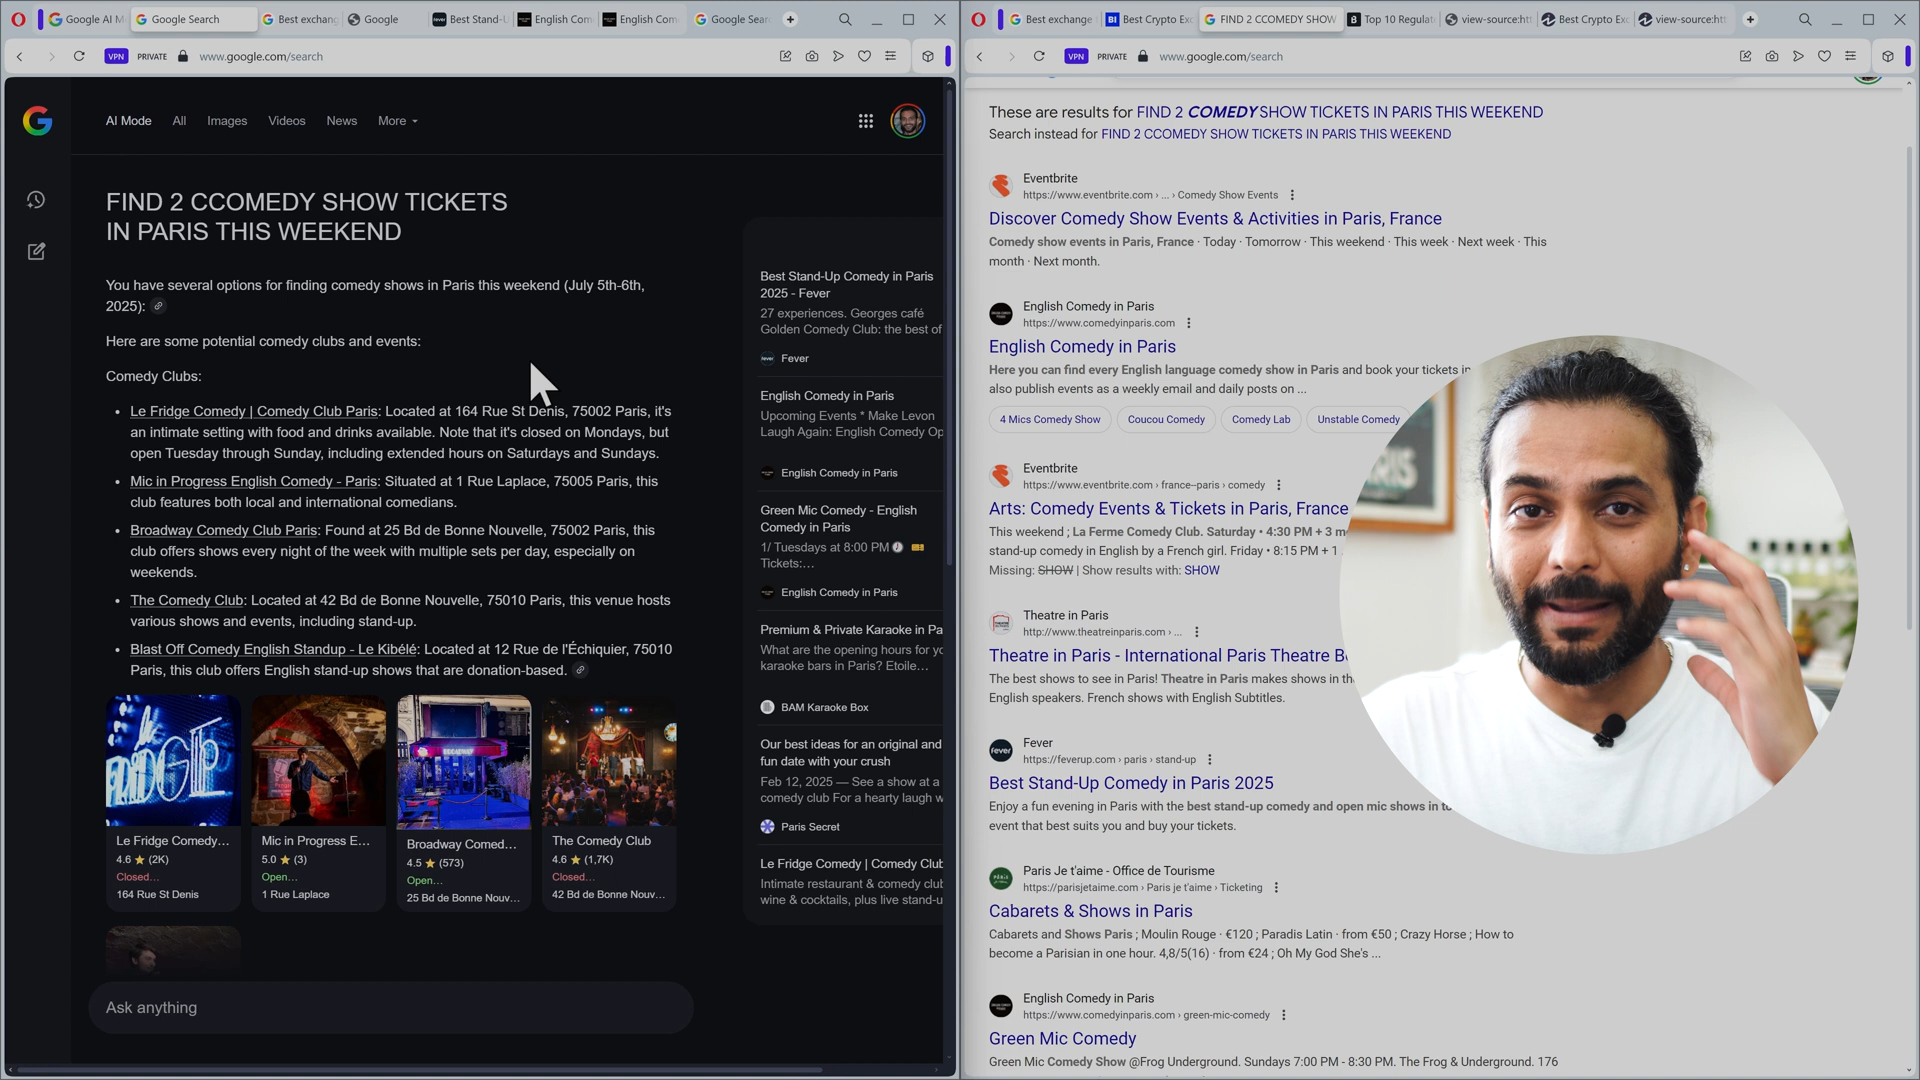 Google AI M
Google Search
Best exchan
Google
Best Stand-U
English Com
English Com
Google Sear
VPN
PRIVATE
www.google.com/search
AI Mode
All
Images
Videos
News
More
FIND 2 CCOMEDY SHOW TICKETS
IN PARIS THIS WEEKEND
You have several options for finding comedy shows in Paris this weekend (July 5th-6th,
2025):
Here are some potential comedy clubs and events:
Comedy Clubs:
• Le Fridge Comedy | Comedy Club Paris: Located at 164 Rue St Denis, 75002 Paris, it's
an intimate setting with food and drinks available. Note that it's closed on Mondays, but
open Tuesday through Sunday, including extended hours on Saturdays and Sundays.
• Mic in Progress English Comedy - Paris: Situated at 1 Rue Laplace, 75005 Paris, this
club features both local and international comedians.
• Broadway Comedy Club Paris: Found at 25 Bd de Bonne Nouvelle, 75002 Paris, this
club offers shows every night of the week with multiple sets per day, especially on
weekends.
• The Comedy Club: Located at 42 Bd de Bonne Nouvelle, 75010 Paris, this venue hosts
various shows and events, including stand-up.
• Blast Off Comedy English Standup - Le Kibélé: Located at 12 Rue de l'Échiquier, 75010
Paris, this club offers English stand-up shows that are donation-based.
Le Fridge Comedy...
4.6 ★ (2K)
Closed...
164 Rue St Denis
Mic in Progress E...
5.0 ★ (3)
Open...
1 Rue Laplace
Broadway Comed...
4.5 ★ (573)
Open...
25 Bd de Bonne Nouv...
The Comedy Club
4.6 ★ (1,7K)
Closed...
42 Bd de Bonne Nouv...
Ask anything
Best Stand-Up Comedy in Paris
2025 - Fever
27 experiences. Georges café
Golden Comedy Club: the best of
Fever
English Comedy in Paris
Upcoming Events * Make Levon
Laugh Again: English Comedy Op
English Comedy in Paris
Green Mic Comedy - English
Comedy in Paris
1/ Tuesdays at 8:00 PM🕗 🎫
Tickets:...
English Comedy in Paris
Premium & Private Karaoke in Pa
What are the opening hours for yo
karaoke bars in Paris? Etoile...
BAM Karaoke Box
Our best ideas for an original and
fun date with your crush
Feb 12, 2025 — See a show at a
comedy club For a hearty laugh w
Paris Secret
Le Fridge Comedy | Comedy Club
Intimate restaurant & comedy club
wine & cocktails, plus live stand-u
Best exchange
BI
Best Crypto Exc
FIND 2 CCOMEDY SHOW
Top 10 Regulat
view-source:htt
Best Crypto Exc
view-source:htt
VPN
PRIVATE
www.google.com/search
These are results for FIND 2 COMEDY SHOW TICKETS IN PARIS THIS WEEKEND
Search instead for FIND 2 CCOMEDY SHOW TICKETS IN PARIS THIS WEEKEND
Eventbrite
https://www.eventbrite.com › ... › Comedy Show Events
Discover Comedy Show Events & Activities in Paris, France
Comedy show events in Paris, France · Today · Tomorrow · This weekend · This week · Next week · This
month · Next month.
English Comedy in Paris
https://www.comedyinparis.com
English Comedy in Paris
Here you can find every English language comedy show in Paris and book your tickets in
also publish events as a weekly email and daily posts on ...
4 Mics Comedy Show
Coucou Comedy
Comedy Lab
Unstable Comedy
Eventbrite
https://www.eventbrite.com › france--paris › comedy
Arts: Comedy Events & Tickets in Paris, France
This weekend ; La Ferme Comedy Club. Saturday • 4:30 PM + 3 m
stand-up comedy in English by a French girl. Friday • 8:15 PM + 1
Missing: SHOW | Show results with: SHOW
Theatre in Paris
http://www.theatreinparis.com › ...
Theatre in Paris - International Paris Theatre B
The best shows to see in Paris! Theatre in Paris makes shows in th
English speakers. French shows with English Subtitles.
Fever
https://feverup.com › paris › stand-up
Best Stand-Up Comedy in Paris 2025
Enjoy a fun evening in Paris with the best stand-up comedy and open mic shows in to
event that best suits you and buy your tickets.
Paris Je t'aime - Office de Tourisme
https://parisjetaime.com › Paris je t'aime › Ticketing
Cabarets & Shows in Paris
Cabarets and Shows Paris ; Moulin Rouge · €120 ; Paradis Latin · from €50 ; Crazy Horse ; How to
become a Parisian in one hour. 4,8/5(16) · from €24 ; Oh My God She's ...
English Comedy in Paris
https://www.comedyinparis.com › green-mic-comedy
Green Mic Comedy
Green Mic Comedy Show @Frog Underground. Sundays 7:00 PM - 8:30 PM. The Frog & Underground. 176